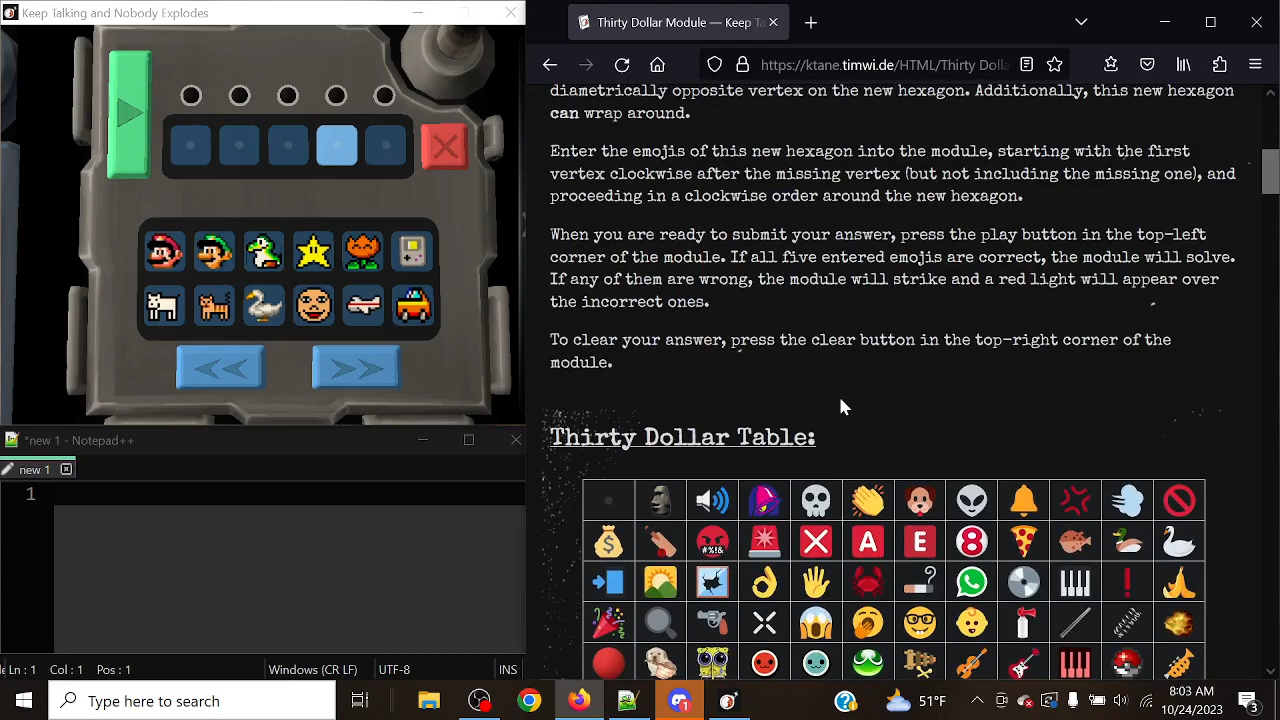 Keep Talking and Nobody Explodes
*new 1 - Notepad++
new 1
1
Ln : 1 Col : 1 Pos : 1 Windows (CR LF) UTF-8 INS
Thirty Dollar Module — Keep Ta
https://ktane.timwi.de/HTML/Thirty Dolla
diametrically opposite vertex on the new hexagon. Additionally, this new hexagon
can wrap around.
Enter the emojis of this new hexagon into the module, starting with the first
vertex clockwise after the missing vertex (but not including the missing one), and
proceeding in a clockwise order around the new hexagon.
When you are ready to submit your answer, press the play button in the top-left
corner of the module. If all five entered emojis are correct, the module will solve.
If any of them are wrong, the module will strike and a red light will appear over
the incorrect ones.
To clear your answer, press the clear button in the top-right corner of the
module.
Thirty Dollar Table:
#%!&
A
E
8
Type here to search
1
51°F
8:03 AM
10/24/2023